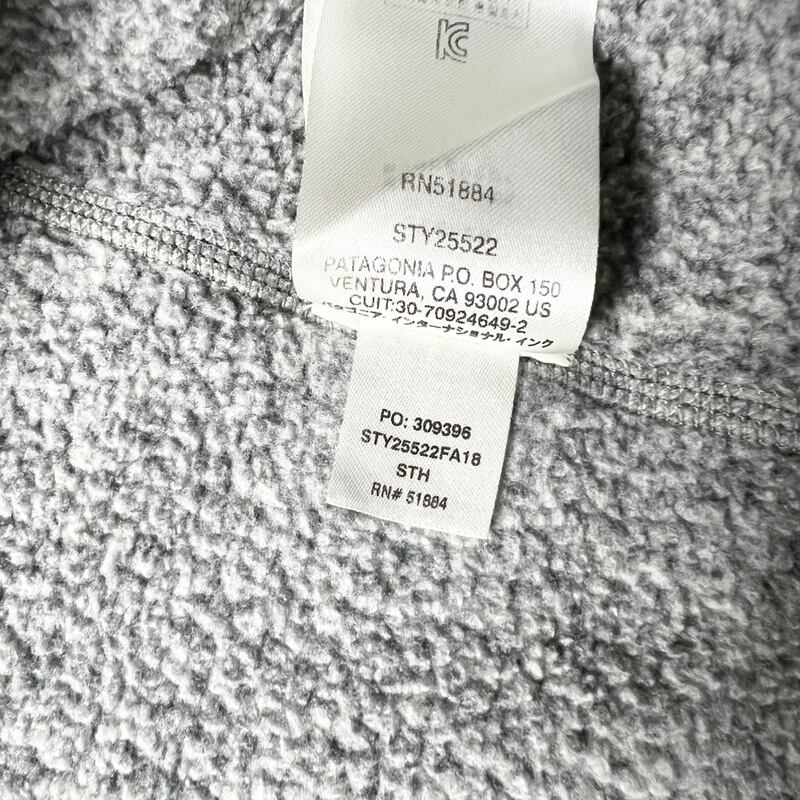 RN51884
STY25522
PATAGONIA P.O. BOX 150
VENTURA, CA 93002 US
CUIT:30-70924649-2
パタゴニア・インターナショナル・インク
PO: 309396
STY25522FA18
STH
RN# 51884